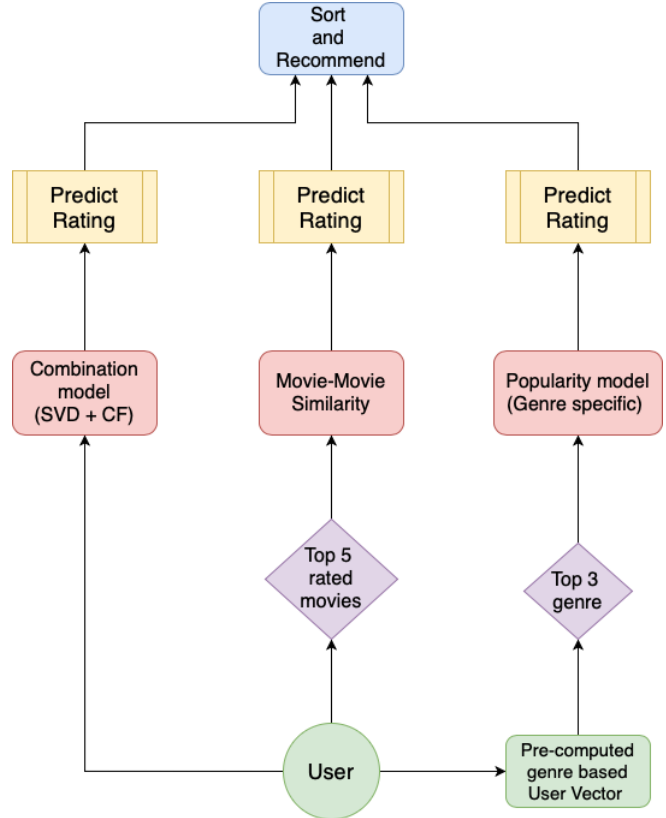 Sort
and
Recommend
Predict
Rating
Predict
Rating
Predict
Rating
Combination
model
(SVD + CF)
Movie-Movie
Similarity
Popularity model
(Genre specific)
Top 5
rated
movies
Top 3
genre
User
Pre-computed
genre based
User Vector